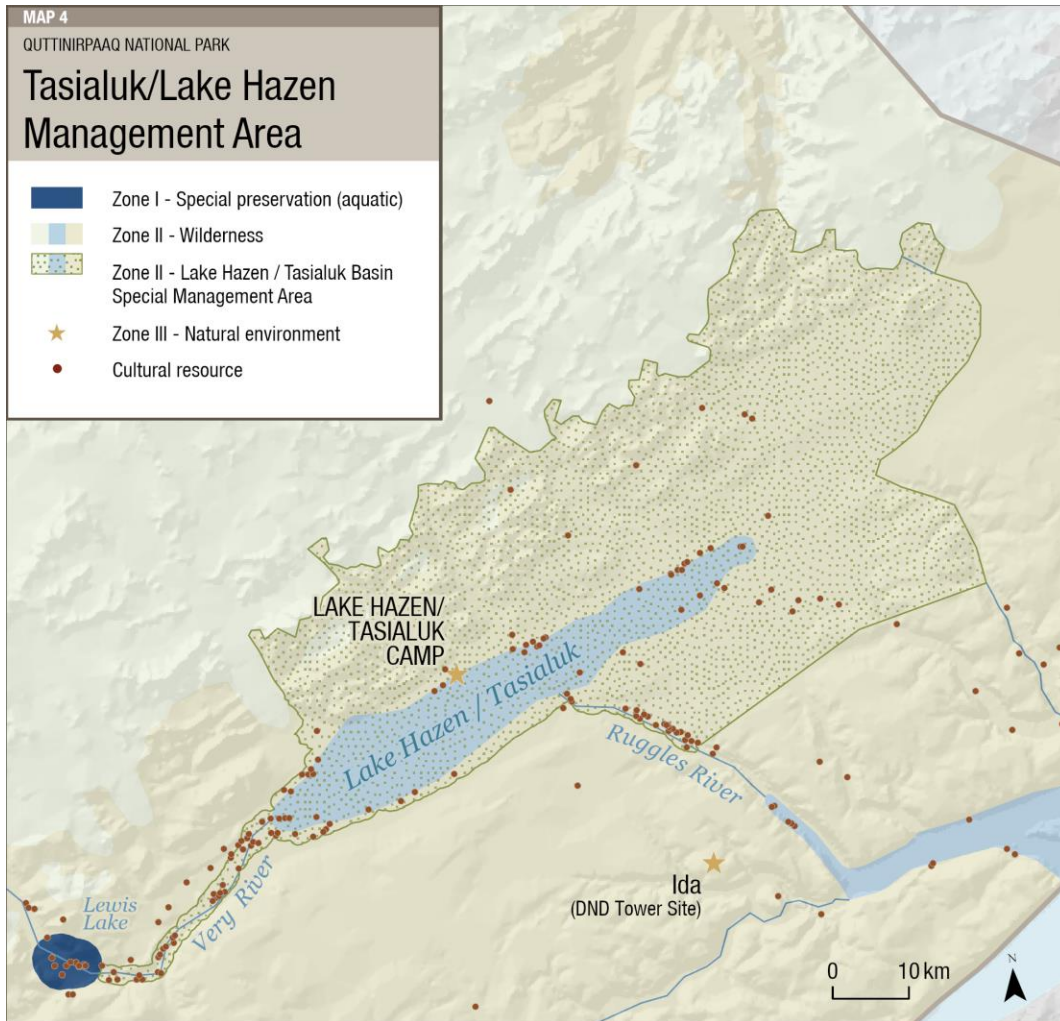 MAP 4
QUTTINIRPAAQ NATIONAL PARK
Tasialuk/Lake Hazen
Management Area
Zone I - Special preservation (aquatic)
Zone II - Wilderness
Zone II - Lake Hazen / Tasialuk Basin
Special Management Area
Zone III - Natural environment
Cultural resource
LAKE HAZEN/
TASIALUK
CAMP
Lake Hazen / Tasialuk
Ruggles River
Ida
(DND Tower Site)
Very River
Lewis
Lake
0 10 km
N